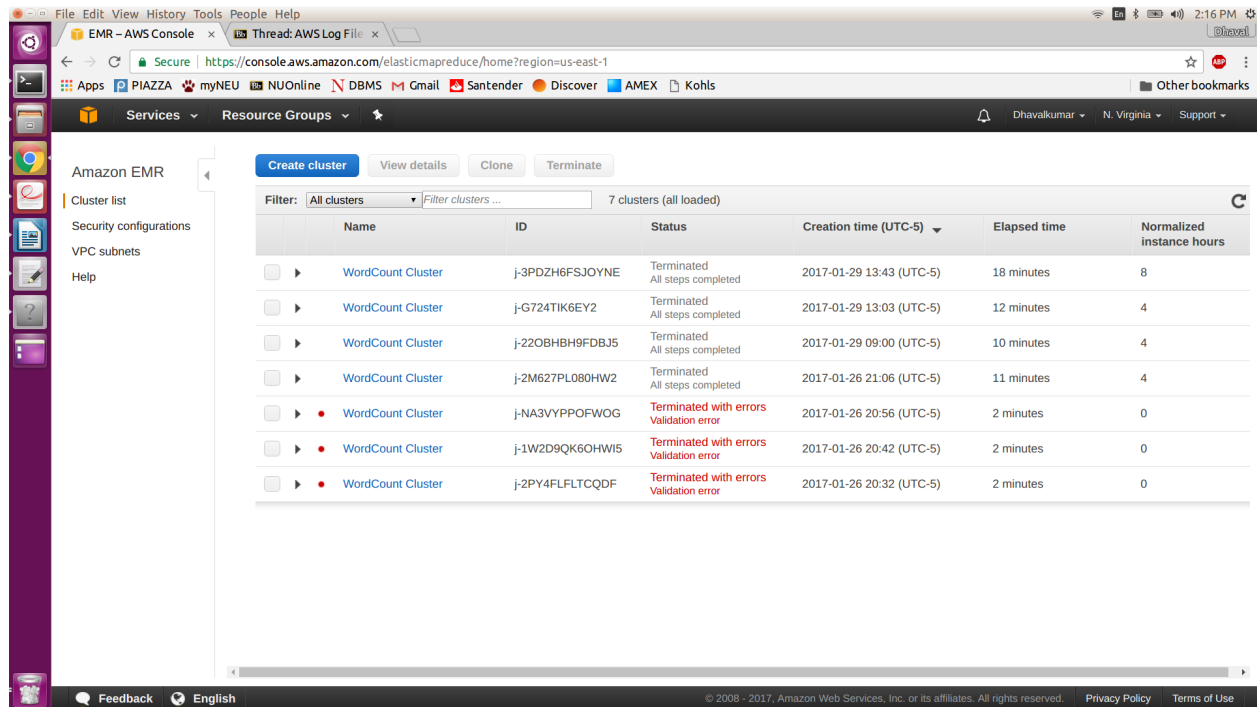 File Edit View History Tools People Help En 2:16 PM
EMR – AWS Console × Bb Thread: AWS Log File × Dhaval
Secure https://console.aws.amazon.com/elasticmapreduce/home?region=us-east-1 ABP
Apps PIAZZA myNEU Bb NUOnline N DBMS M Gmail Santender Discover AMEX Kohls Other bookmarks
Services Resource Groups Dhavalkumar N. Virginia Support
Amazon EMR
Cluster list
Security configurations
VPC subnets
Help
Create cluster View details Clone Terminate
Filter: All clusters Filter clusters ... 7 clusters (all loaded)
Name ID Status Creation time (UTC-5) Elapsed time Normalized
instance hours
WordCount Cluster j-3PDZH6FSJOYNE Terminated 2017-01-29 13:43 (UTC-5) 18 minutes 8
All steps completed
WordCount Cluster j-G724TIK6EY2 Terminated 2017-01-29 13:03 (UTC-5) 12 minutes 4
All steps completed
WordCount Cluster j-22OBHBH9FDBJ5 Terminated 2017-01-29 09:00 (UTC-5) 10 minutes 4
All steps completed
WordCount Cluster j-2M627PL080HW2 Terminated 2017-01-26 21:06 (UTC-5) 11 minutes 4
All steps completed
WordCount Cluster j-NA3VYPPOFWOG Terminated with errors 2017-01-26 20:56 (UTC-5) 2 minutes 0
Validation error
WordCount Cluster j-1W2D9QK6OHWI5 Terminated with errors 2017-01-26 20:42 (UTC-5) 2 minutes 0
Validation error
WordCount Cluster j-2PY4FLFLTCQDF Terminated with errors 2017-01-26 20:32 (UTC-5) 2 minutes 0
Validation error
Feedback English © 2008 - 2017, Amazon Web Services, Inc. or its affiliates. All rights reserved. Privacy Policy Terms of Use